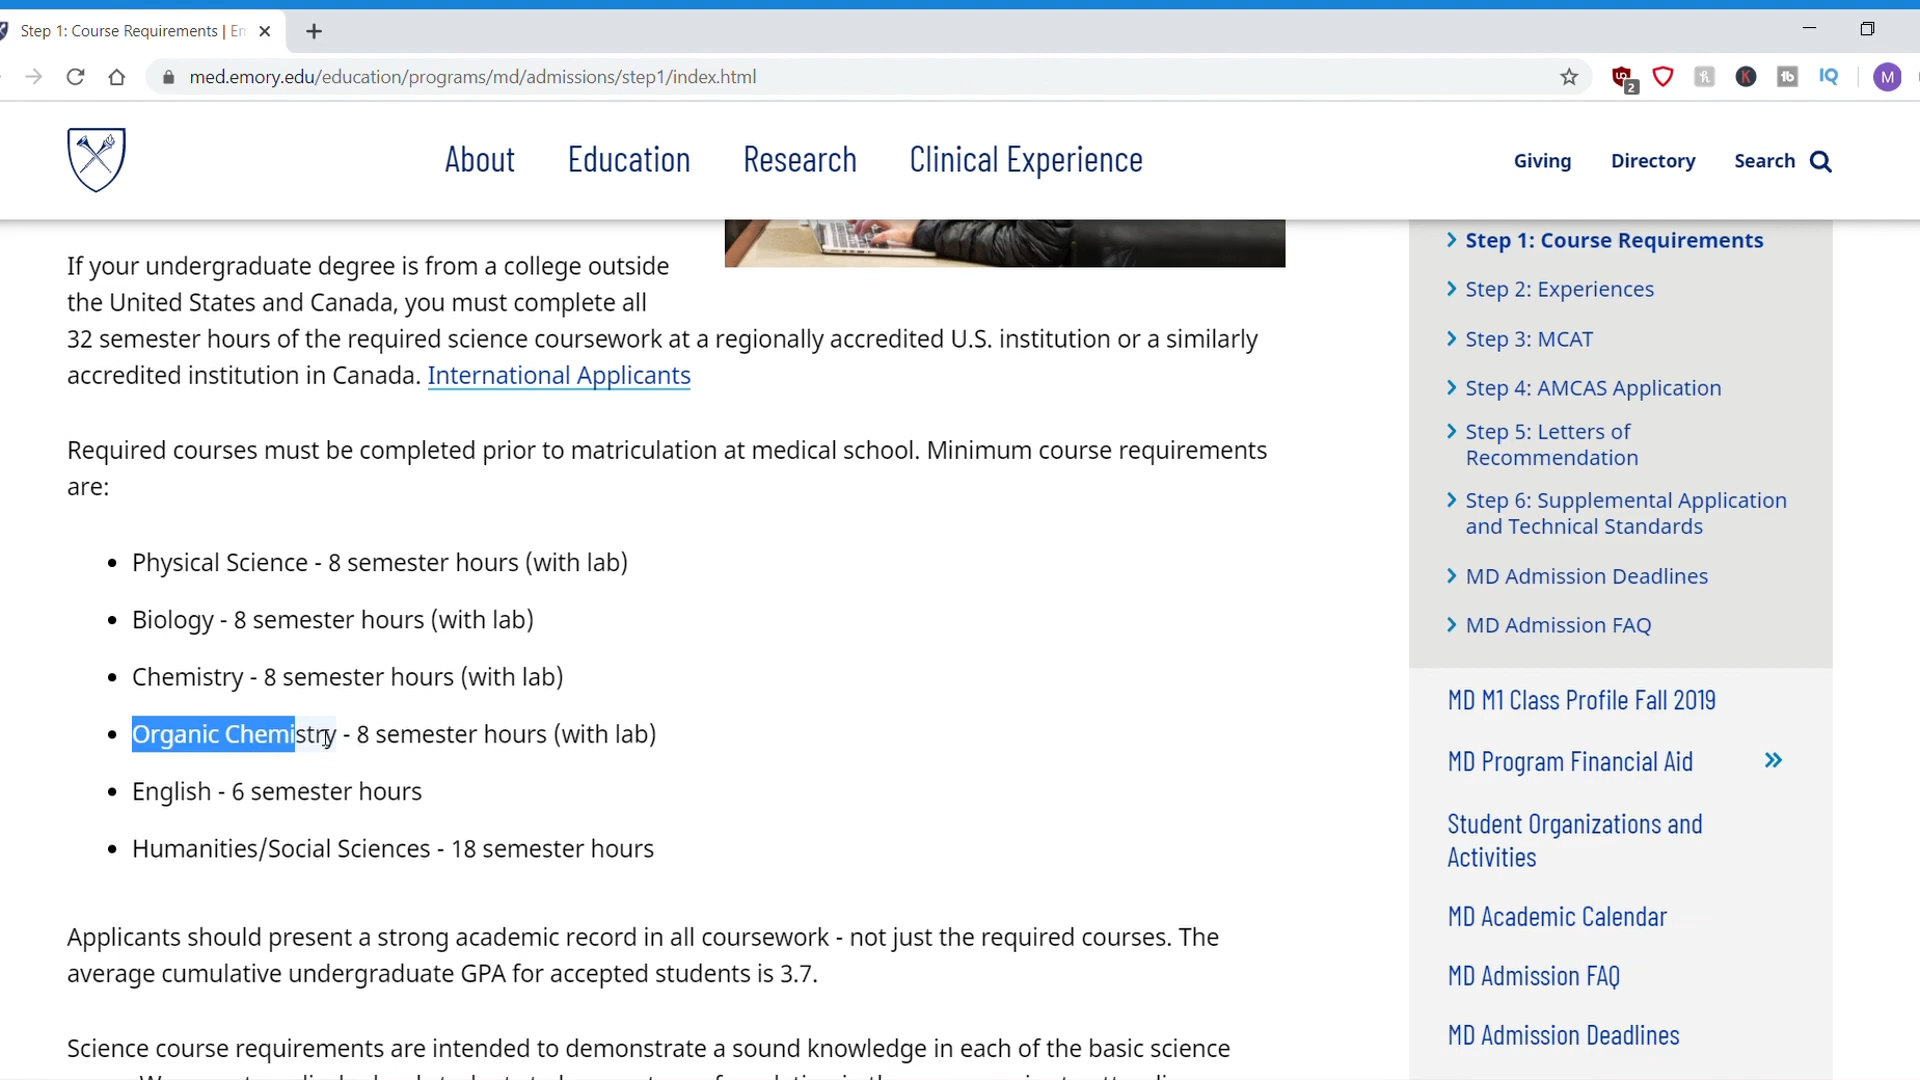 Step 1: Course Requirements | Em
med.emory.edu/education/programs/md/admissions/step1/index.html
2
M
About Education Research Clinical Experience
Giving Directory Search
If your undergraduate degree is from a college outside
the United States and Canada, you must complete all
32 semester hours of the required science coursework at a regionally accredited U.S. institution or a similarly
accredited institution in Canada. International Applicants
Required courses must be completed prior to matriculation at medical school. Minimum course requirements
are:
• Physical Science - 8 semester hours (with lab)
• Biology - 8 semester hours (with lab)
• Chemistry - 8 semester hours (with lab)
• Organic Chemistry - 8 semester hours (with lab)
• English - 6 semester hours
• Humanities/Social Sciences - 18 semester hours
Applicants should present a strong academic record in all coursework - not just the required courses. The
average cumulative undergraduate GPA for accepted students is 3.7.
Science course requirements are intended to demonstrate a sound knowledge in each of the basic science
Step 1: Course Requirements
Step 2: Experiences
Step 3: MCAT
Step 4: AMCAS Application
Step 5: Letters of
Recommendation
Step 6: Supplemental Application
and Technical Standards
MD Admission Deadlines
MD Admission FAQ
MD M1 Class Profile Fall 2019
MD Program Financial Aid
Student Organizations and
Activities
MD Academic Calendar
MD Admission FAQ
MD Admission Deadlines